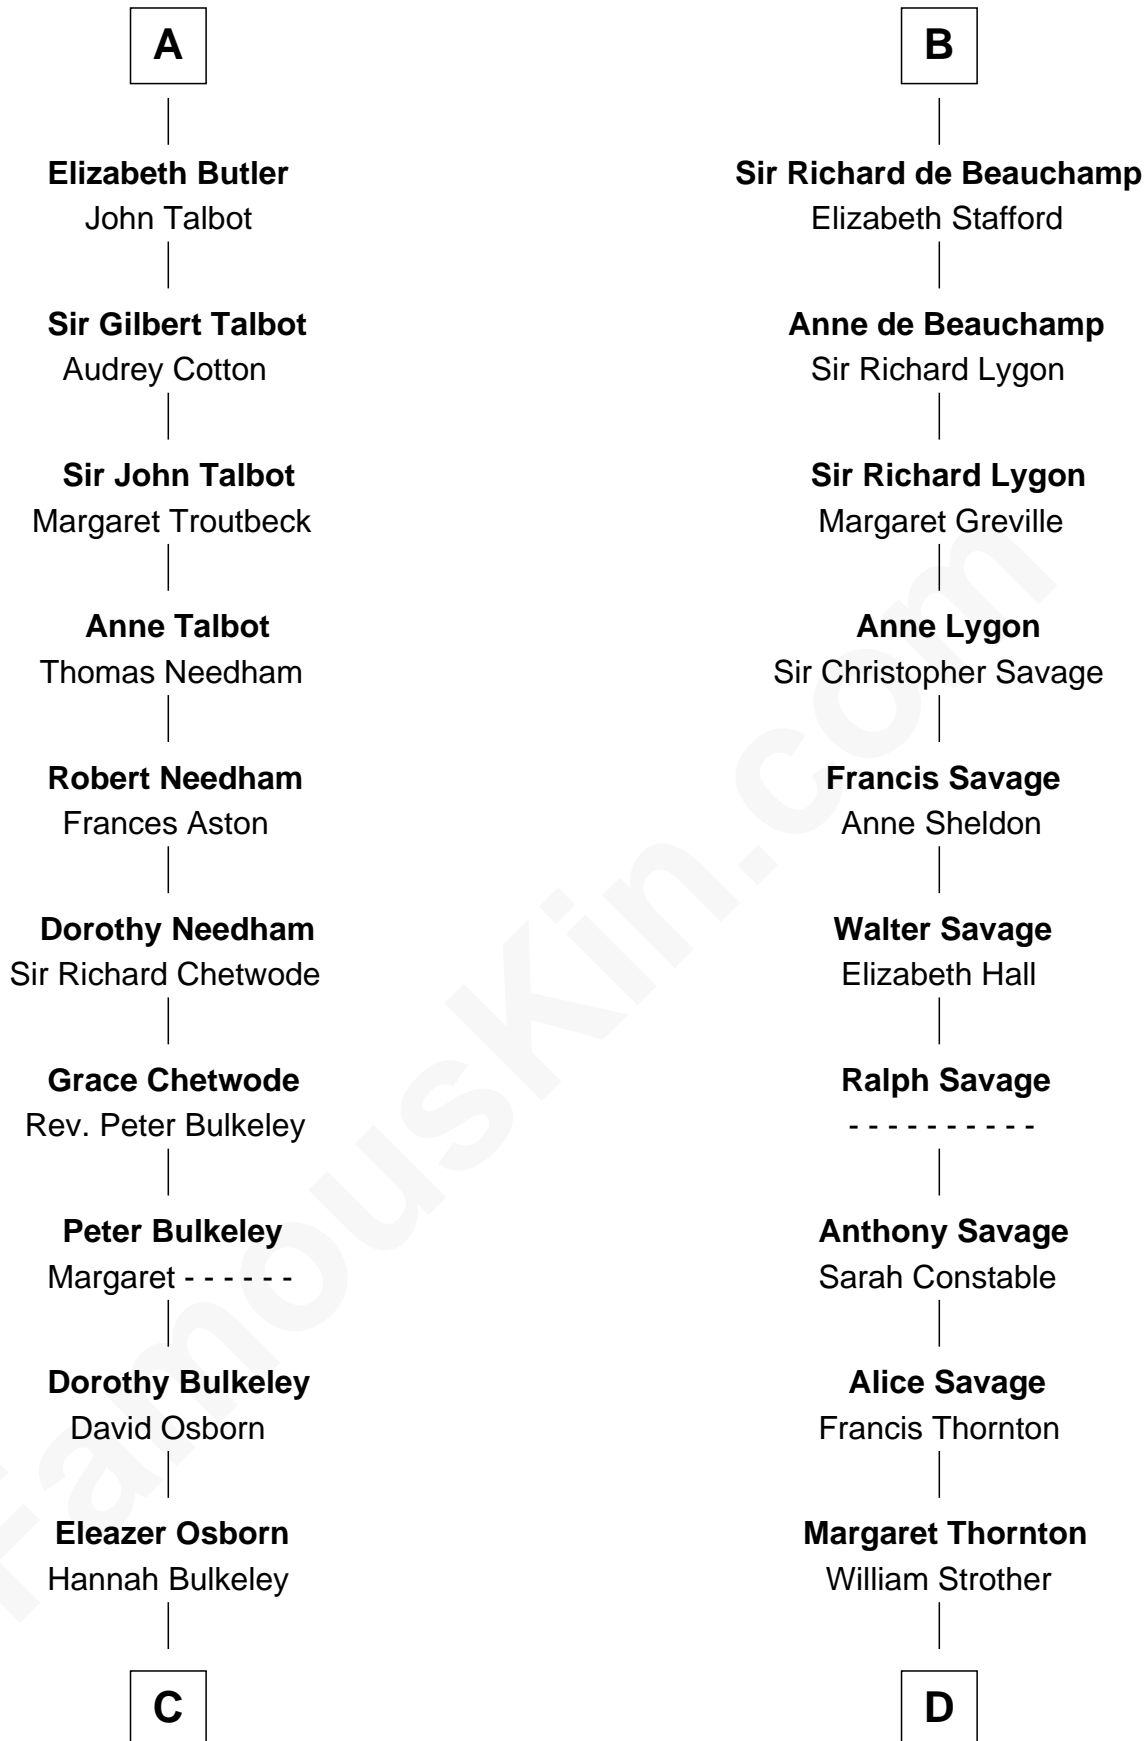 A
Elizabeth Butler
John Talbot
Sir Gilbert Talbot
Audrey Cotton
Sir John Talbot
Margaret Troutbeck
Anne Talbot
Thomas Needham
Robert Needham
Frances Aston
Dorothy Needham
Sir Richard Chetwode
Grace Chetwode
Rev. Peter Bulkeley
Peter Bulkeley
Margaret - - - - - -
Dorothy Bulkeley
David Osborn
Eleazer Osborn
Hannah Bulkeley
C
B
Sir Richard de Beauchamp
Elizabeth Stafford
Anne de Beauchamp
Sir Richard Lygon
Sir Richard Lygon
Margaret Greville
Anne Lygon
Sir Christopher Savage
Francis Savage
Anne Sheldon
Walter Savage
Elizabeth Hall
Ralph Savage
- - - - - - - - - -
Anthony Savage
Sarah Constable
Alice Savage
Francis Thornton
Margaret Thornton
William Strother
D
FamousKin.com